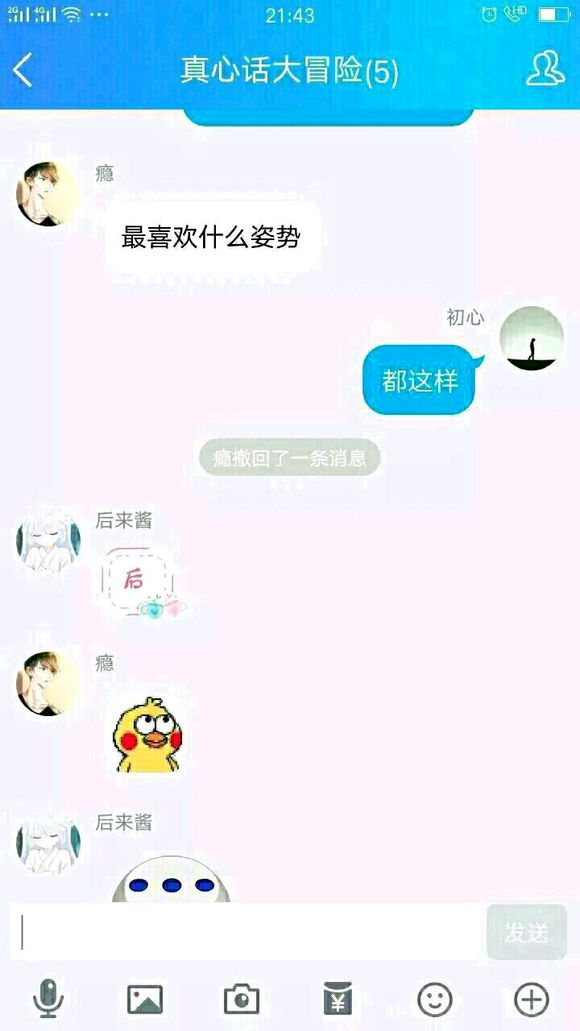 2G 4G 21:43 HD
真心话大冒险(5)
瘾
最喜欢什么姿势
初心
都这样
瘾撤回了一条消息
后来酱
后
瘾
后来酱
发送
¥